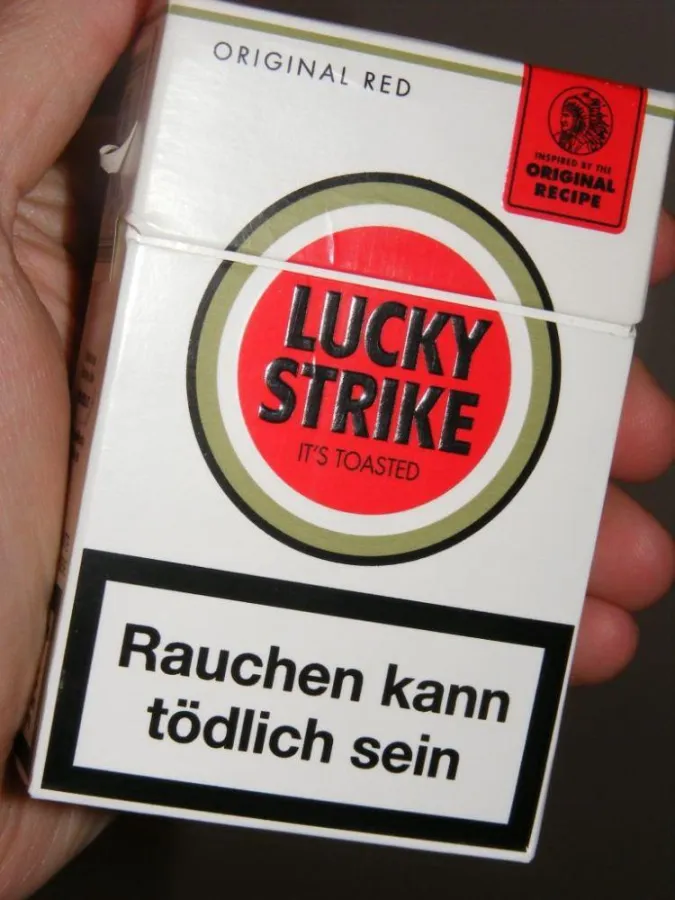 ORIGINAL RED
INSPIRED BY THE
ORIGINAL
RECIPE
LUCKY
STRIKE
IT'S TOASTED
Rauchen kann
tödlich sein